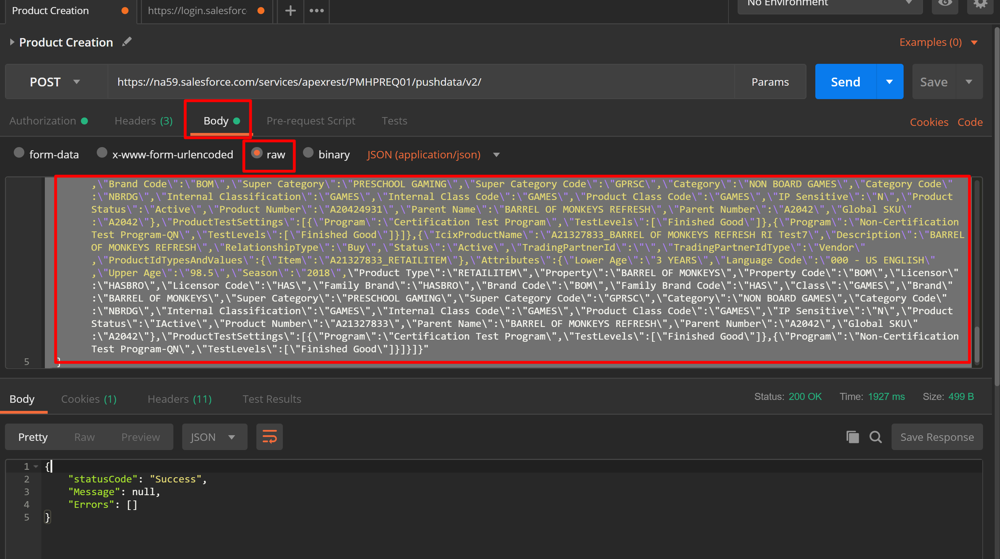 Product Creation
https://login.salesforc
No Environment
Product Creation
Examples (0)
POST
https://na59.salesforce.com/services/apexrest/PMHPREQ01/pushdata/v2/
Params
Send
Save
Authorization
Headers (3)
Body
Pre-request Script
Tests
Cookies
Code
form-data
x-www-form-urlencoded
raw
binary
JSON (application/json)
,\"Brand Code\":\"BOM\",\"Super Category\":\"PRESCHOOL GAMING\",\"Super Category Code\":\"GPRSC\",\"Category\":\"NON BOARD GAMES\",\"Category Code\"
:\"NBRDG\",\"Internal Classification\":\"GAMES\",\"Internal Class Code\":\"GAMES\",\"Product Class Code\":\"GAMES\",\"IP Sensitive\":\"N\",\"Product
Status\":\"Active\",\"Product Number\":\"A20424931\",\"Parent Name\":\"BARREL OF MONKEYS REFRESH\",\"Parent Number\":\"A2042\",\"Global SKU\"
:\"A2042\"},\"ProductTestSettings\":[{\"Program\":\"Certification Test Program\",\"TestLevels\":[\"Finished Good\"]},{\"Program\":\"Non-Certification
Test Program-QN\",\"TestLevels\":[\"Finished Good\"]}]},{\"IcixProductName\":\"A21327833_BARREL OF MONKEYS REFRESH RI Test7\",\"Description\":\"BARREL
OF MONKEYS REFRESH\",\"RelationshipType\":\"Buy\",\"Status\":\"Active\",\"TradingPartnerId\":\"\",\"TradingPartnerIdType\":\"Vendor\"
,\"ProductIdTypesAndValues\":{\"Item\":\"A21327833_RETAILITEM\"},\"Attributes\":{\"Lower Age\":\"3 YEARS\",\"Language Code\":\"000 - US ENGLISH\"
,\"Upper Age\":\"98.5\",\"Season\":\"2018\",\"Product Type\":\"RETAILITEM\",\"Property\":\"BARREL OF MONKEYS\",\"Property Code\":\"BOM\",\"Licensor\"
:\"HASBRO\",\"Licensor Code\":\"HAS\",\"Family Brand\":\"HASBRO\",\"Brand Code\":\"BOM\",\"Family Brand Code\":\"HAS\",\"Class\":\"GAMES\",\"Brand\"
:\"BARREL OF MONKEYS\",\"Super Category\":\"PRESCHOOL GAMING\",\"Super Category Code\":\"GPRSC\",\"Category\":\"NON BOARD GAMES\",\"Category Code\"
:\"NBRDG\",\"Internal Classification\":\"GAMES\",\"Internal Class Code\":\"GAMES\",\"Product Class Code\":\"GAMES\",\"IP Sensitive\":\"N\",\"Product
Status\":\"IActive\",\"Product Number\":\"A21327833\",\"Parent Name\":\"BARREL OF MONKEYS REFRESH\",\"Parent Number\":\"A2042\",\"Global SKU\"
:\"A2042\"},\"ProductTestSettings\":[{\"Program\":\"Certification Test Program\",\"TestLevels\":[\"Finished Good\"]},{\"Program\":\"Non-Certification
Test Program-QN\",\"TestLevels\":[\"Finished Good\"]}]}]}"
5 }
Body
Cookies (1)
Headers (11)
Test Results
Status: 200 OK
Time: 1927 ms
Size: 499 B
Pretty
Raw
Preview
JSON
Save Response
1 {
2 "statusCode": "Success",
3 "Message": null,
4 "Errors": []
5 }